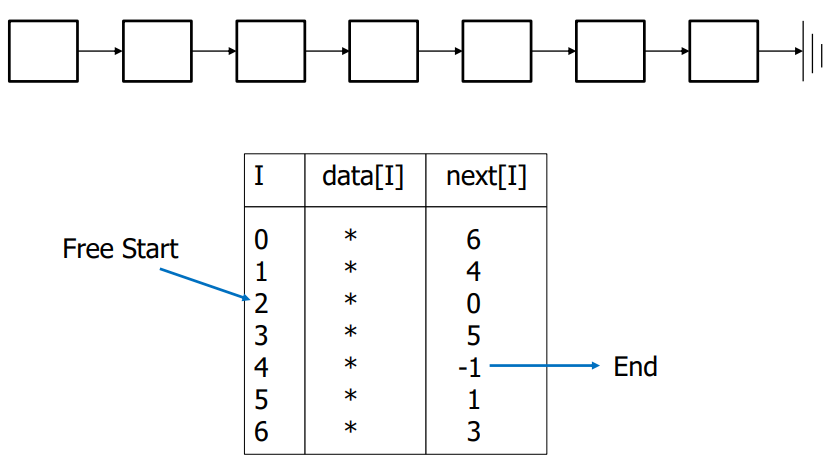 I data[I] next[I]
Free Start
0 * 6
1 * 4
2 * 0
3 * 5
4 * -1 End
5 * 1
6 * 3